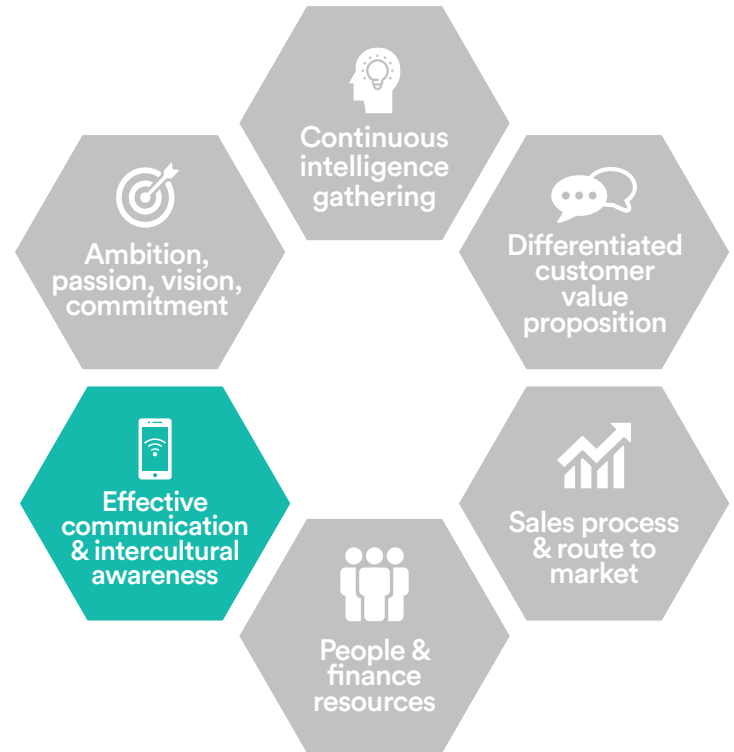 Continuous
intelligence
gathering
Differentiated
customer
value
proposition
Sales process
& route to
market
People &
finance
resources
Effective
communication
& intercultural
awareness
Ambition,
passion, vision,
commitment